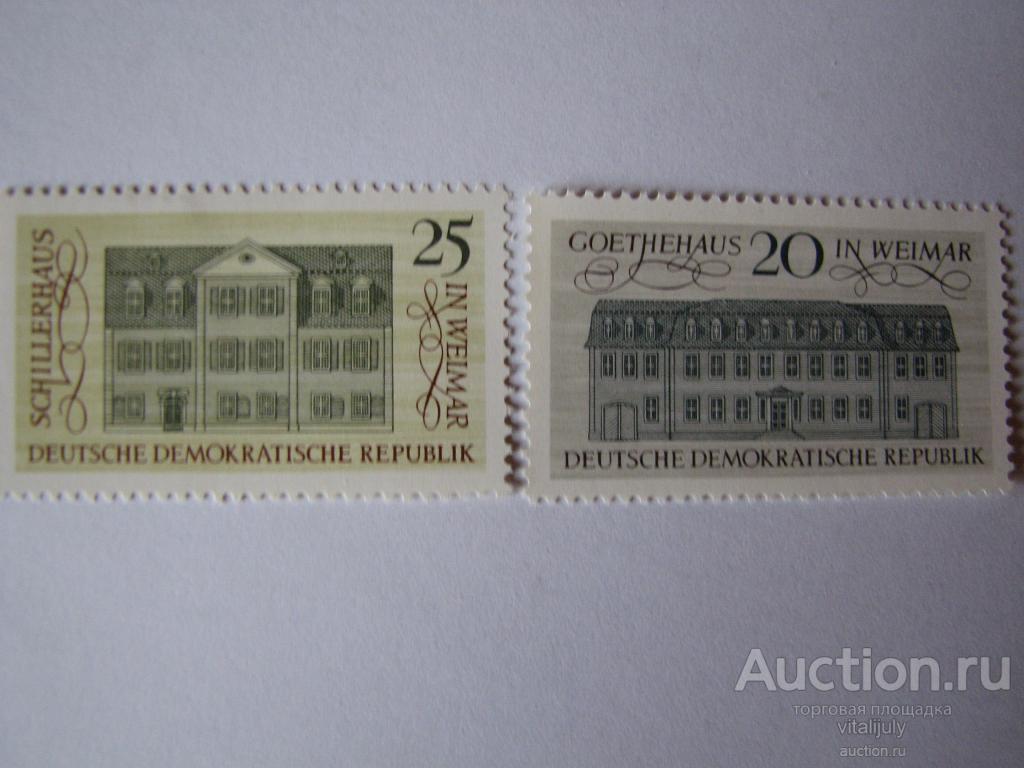 SCHILLERHAUS
25
IN WEIMAR
DEUTSCHE DEMOKRATISCHE REPUBLIK
GOETHEHAUS 20 IN WEIMAR
DEUTSCHE DEMOKRATISCHE REPUBLIK
Auction.ru
торговая площадка
vitalijuly
auction.ru